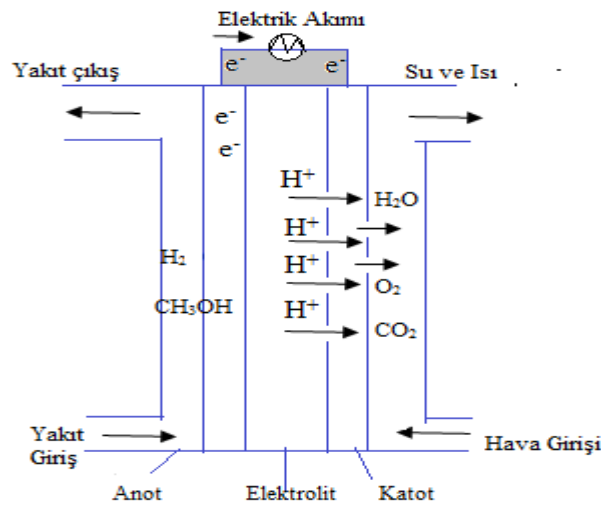 Elektrik Akımı
Yakıt çıkış
e⁻
e⁻
Su ve Isı
e⁻
e⁻
H⁺
H₂O
H⁺
H₂
H⁺
O₂
CH₃OH
H⁺
CO₂
Yakıt
Giriş
Hava Girişi
Anot
Elektrolit
Katot